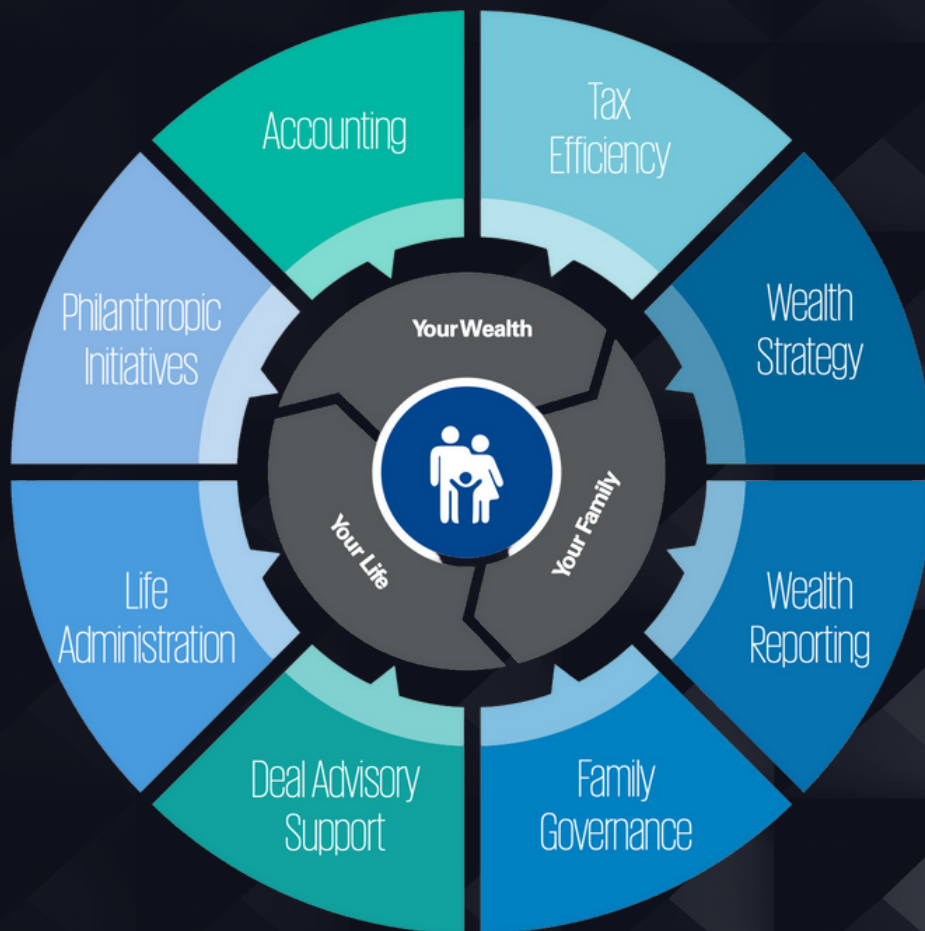 Accounting
Tax
Efficiency
Wealth
Strategy
Wealth
Reporting
Family
Governance
Deal Advisory
Support
Life
Administration
Philanthropic
Initiatives
Your Wealth
Your Family
Your Life